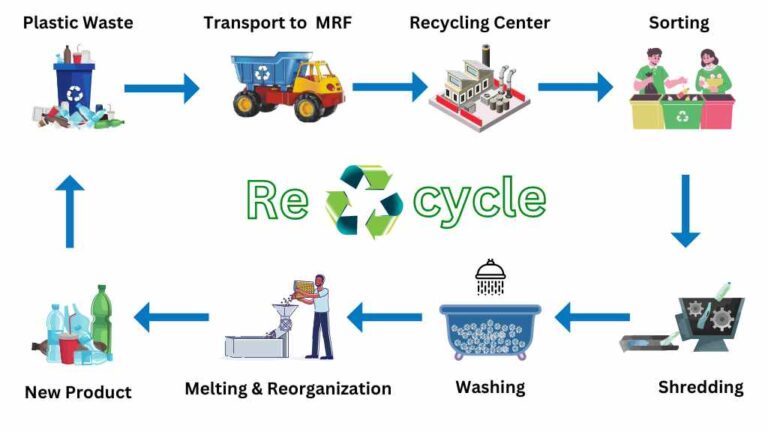 Plastic Waste
Transport to MRF
Recycling Center
Sorting
Re cycle
New Product
Melting & Reorganization
Washing
Shredding